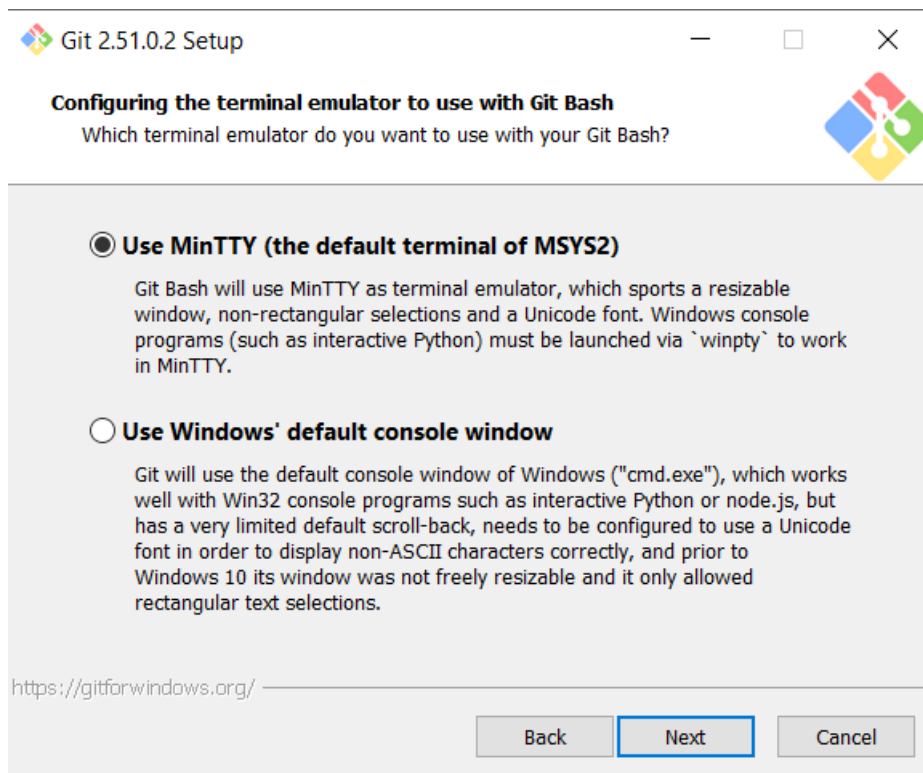 Git 2.51.0.2 Setup
Configuring the terminal emulator to use with Git Bash
Which terminal emulator do you want to use with your Git Bash?
Use MinTTY (the default terminal of MSYS2)
Git Bash will use MinTTY as terminal emulator, which sports a resizable
window, non-rectangular selections and a Unicode font. Windows console
programs (such as interactive Python) must be launched via `winpty` to work
in MinTTY.
Use Windows' default console window
Git will use the default console window of Windows ("cmd.exe"), which works
well with Win32 console programs such as interactive Python or node.js, but
has a very limited default scroll-back, needs to be configured to use a Unicode
font in order to display non-ASCII characters correctly, and prior to
Windows 10 its window was not freely resizable and it only allowed
rectangular text selections.
https://gitforwindows.org/
Back Next Cancel